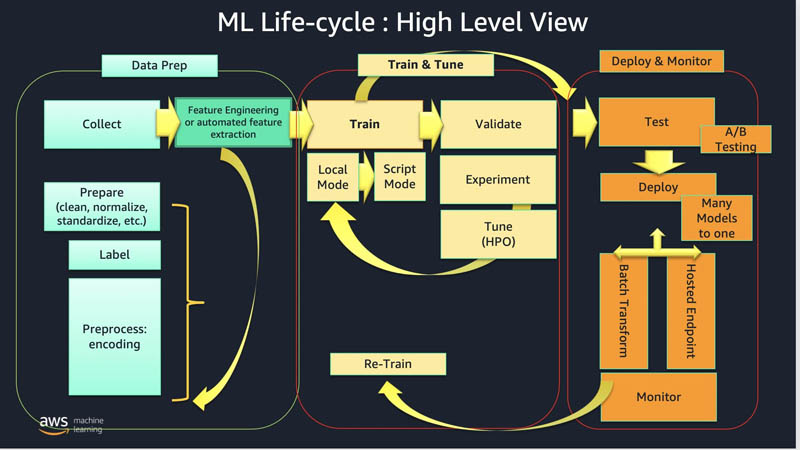 ML Life-cycle : High Level View
Data Prep
Collect
Feature Engineering
or automated feature
extraction
Prepare
(clean, normalize,
standardize, etc.)
Label
Preprocess:
encoding
Train & Tune
Train
Validate
Local
Mode
Script
Mode
Experiment
Tune
(HPO)
Re-Train
Deploy & Monitor
Test
A/B
Testing
Deploy
Many
Models
to one
Batch Transform
Hosted Endpoint
Monitor
aws machine
learning